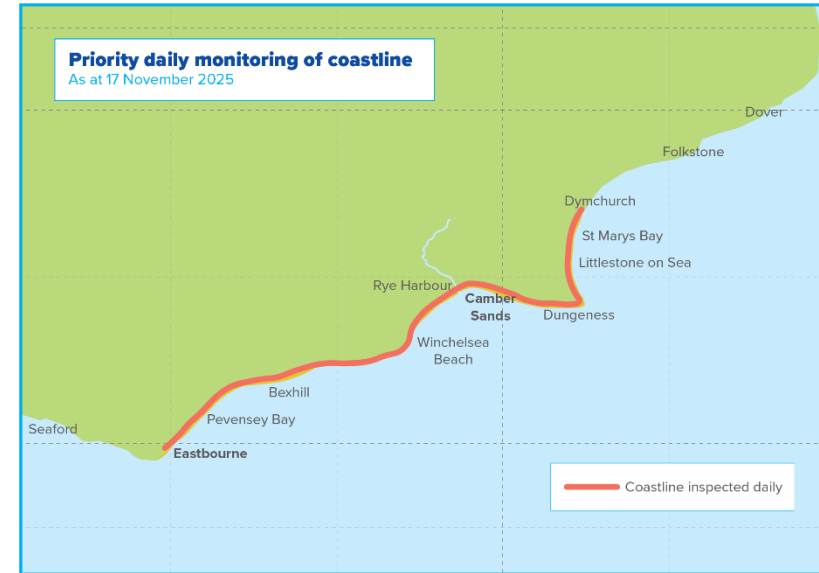 Priority daily monitoring of coastline
As at 17 November 2025
Dover
Folkstone
Dymchurch
St Marys Bay
Littlestone on Sea
Rye Harbour
Camber
Sands
Dungeness
Winchelsea
Beach
Bexhill
Pevensey Bay
Seaford
Eastbourne
Coastline inspected daily